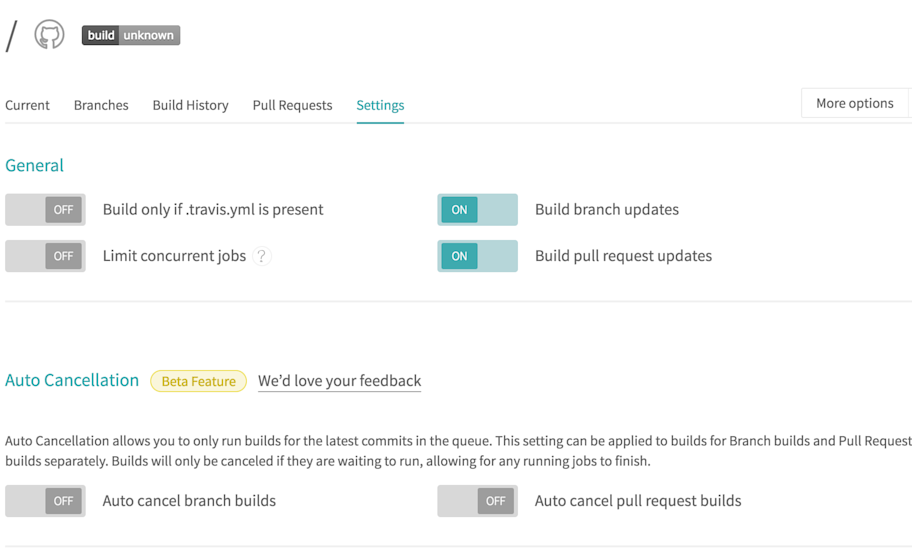 / build unknown
Current Branches Build History Pull Requests Settings More options
General
OFF Build only if .travis.yml is present ON Build branch updates
OFF Limit concurrent jobs ? ON Build pull request updates
Auto Cancellation Beta Feature We’d love your feedback
Auto Cancellation allows you to only run builds for the latest commits in the queue. This setting can be applied to builds for Branch builds and Pull Request
builds separately. Builds will only be canceled if they are waiting to run, allowing for any running jobs to finish.
OFF Auto cancel branch builds OFF Auto cancel pull request builds